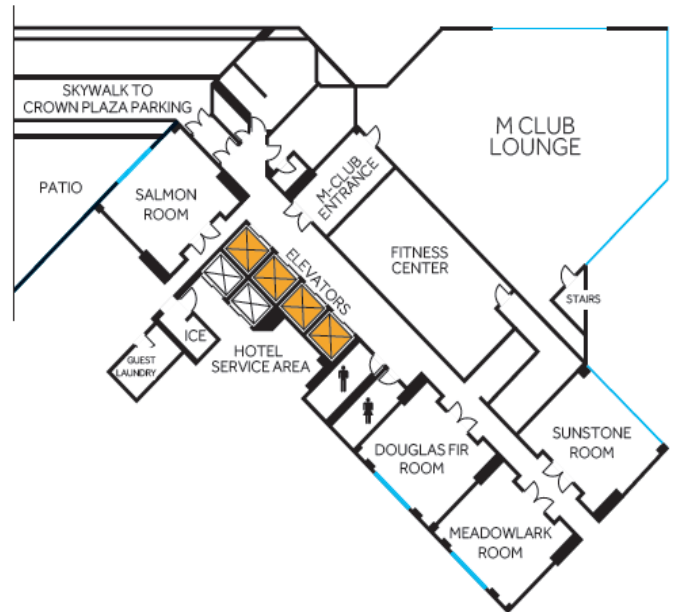 SKYWALK TO
CROWN PLAZA PARKING
M CLUB
LOUNGE
M-CLUB
ENTRANCE
PATIO
SALMON
ROOM
ELEVATORS
FITNESS
CENTER
STAIRS
ICE
GUEST
LAUNDRY
HOTEL
SERVICE AREA
DOUGLAS FIR
ROOM
SUNSTONE
ROOM
MEADOWLARK
ROOM